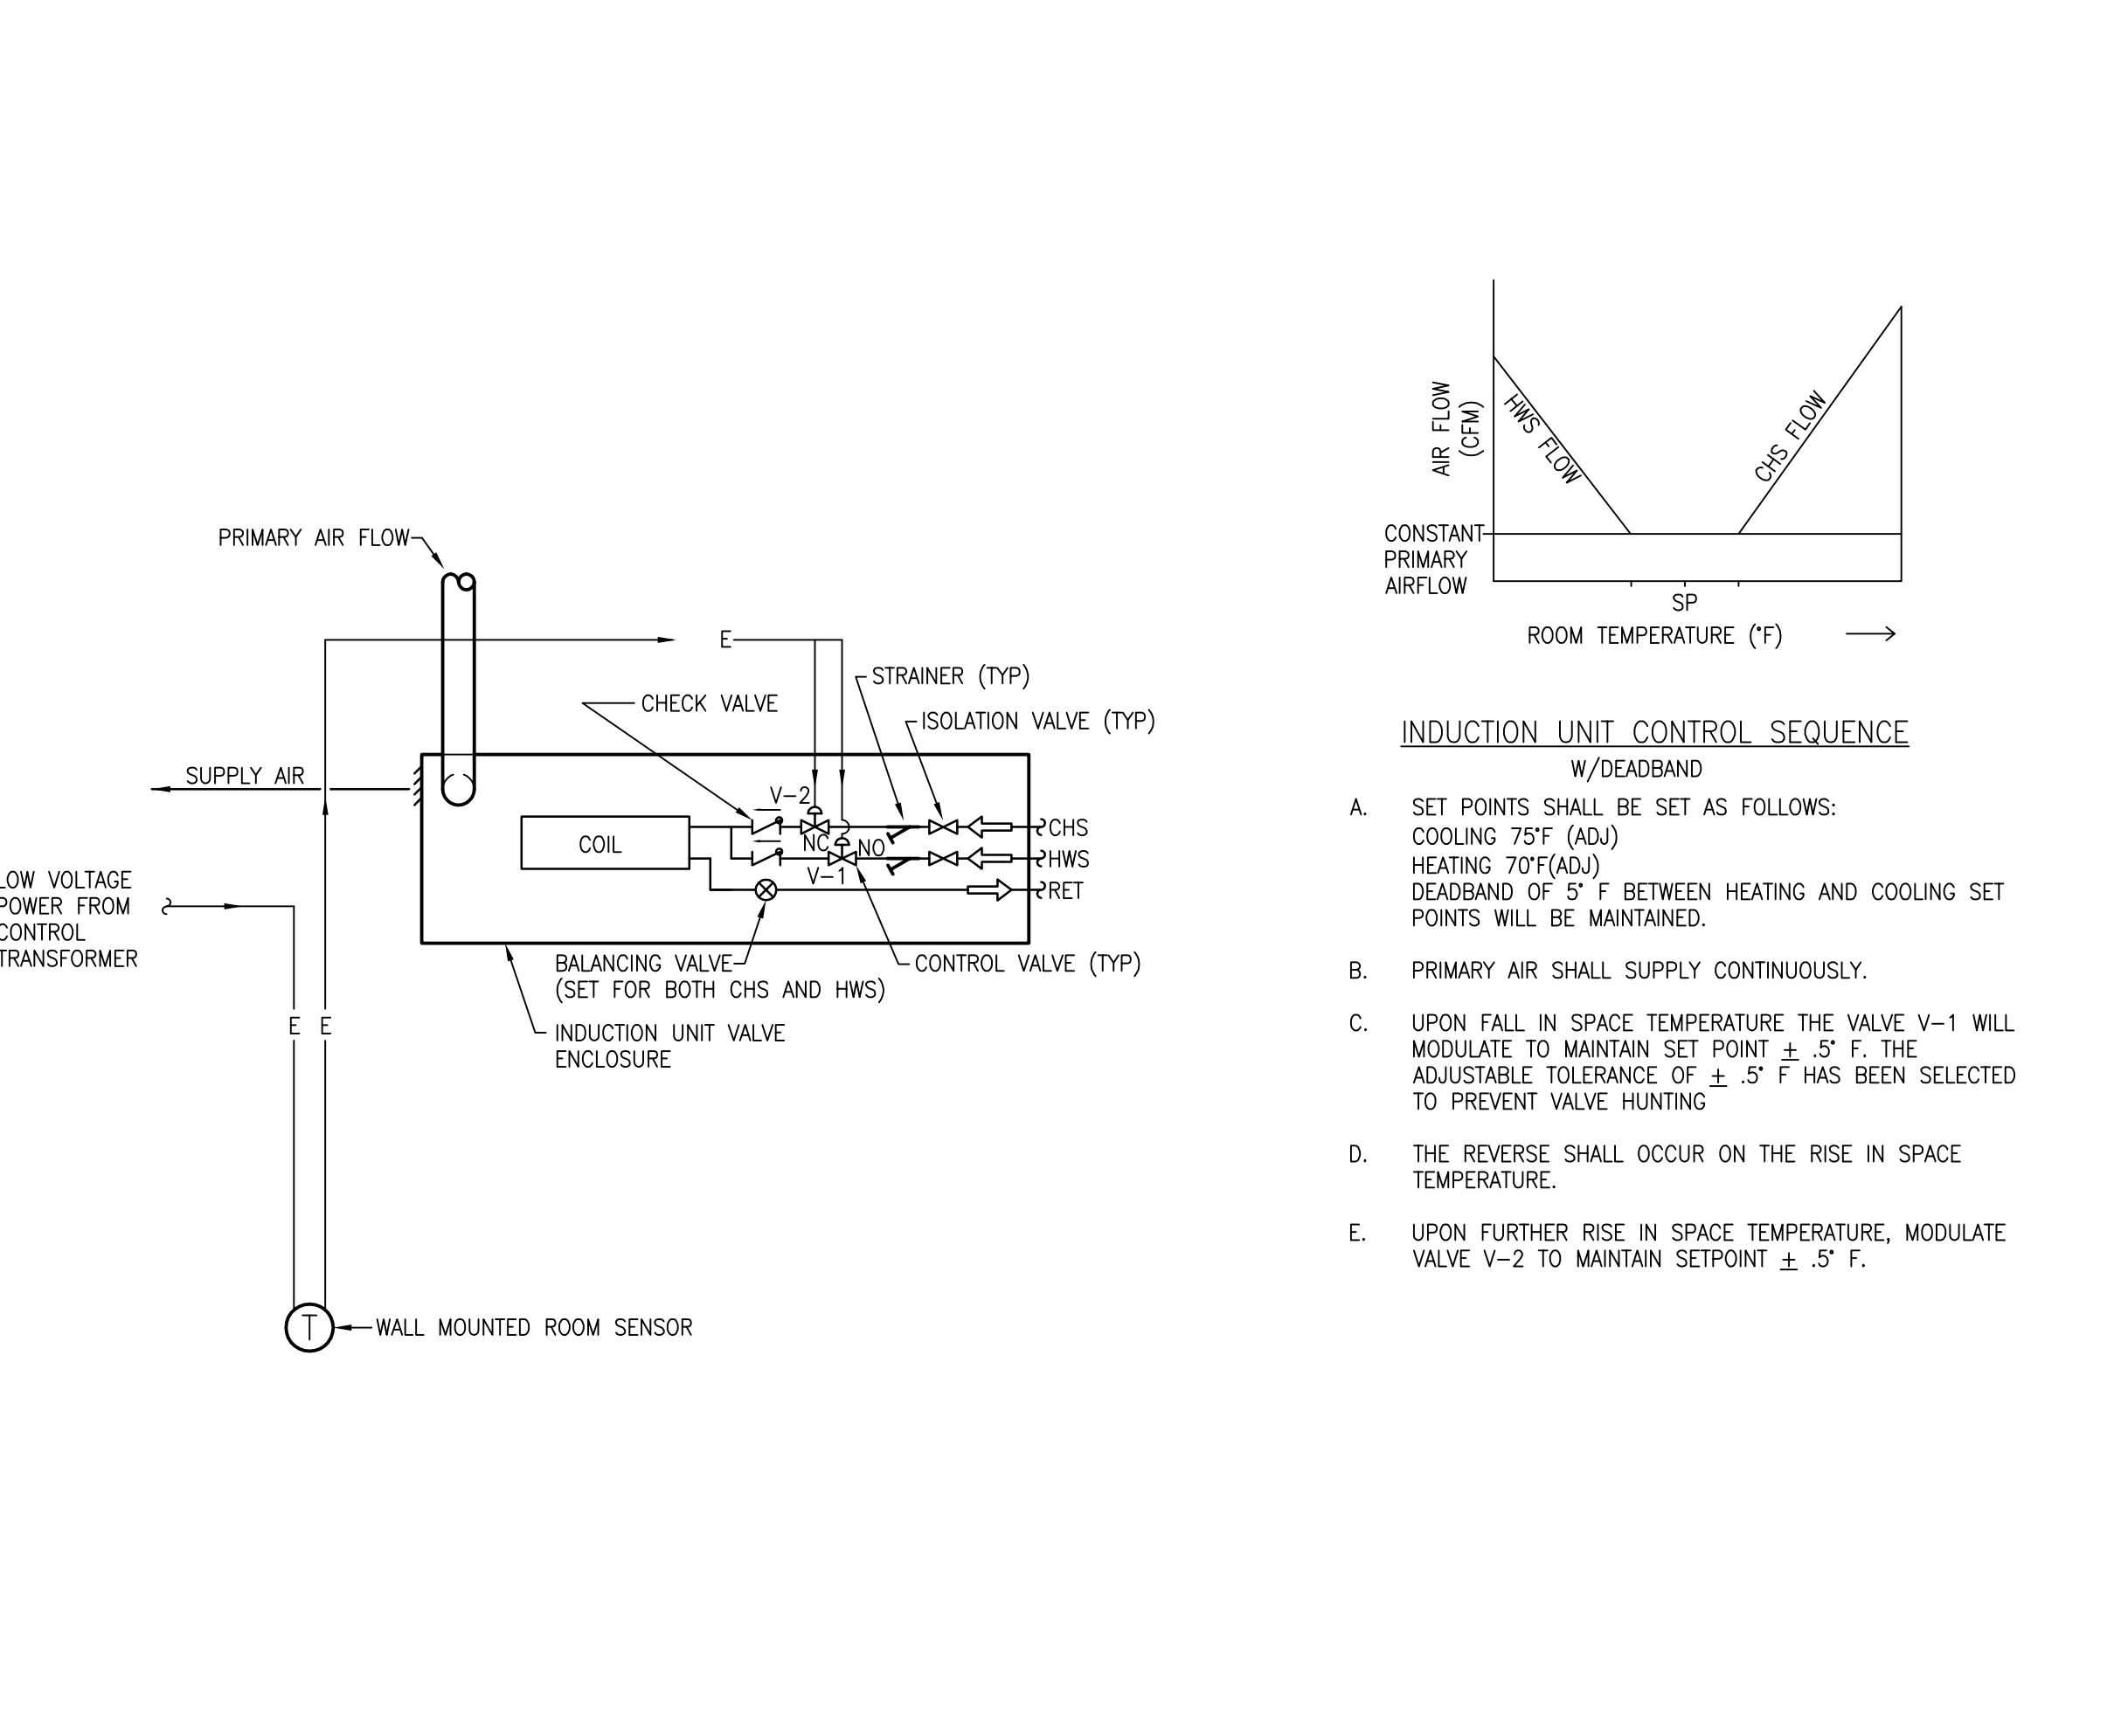 PRIMARY AIR FLOW
E
CHECK VALVE
STRAINER (TYP)
ISOLATION VALVE (TYP)
SUPPLY AIR
V-2
COIL
NC
NO
V-1
CHS
HWS
RET
LOW VOLTAGE
POWER FROM
CONTROL
TRANSFORMER
BALANCING VALVE
(SET FOR BOTH CHS AND HWS)
CONTROL VALVE (TYP)
INDUCTION UNIT VALVE
ENCLOSURE
E E
T
WALL MOUNTED ROOM SENSOR
AIR FLOW
(CFM)
HWS FLOW
CHS FLOW
CONSTANT
PRIMARY
AIRFLOW
SP
ROOM TEMPERATURE (°F)
INDUCTION UNIT CONTROL SEQUENCE
W/DEADBAND
A. SET POINTS SHALL BE SET AS FOLLOWS:
COOLING 75°F (ADJ)
HEATING 70°F(ADJ)
DEADBAND OF 5° F BETWEEN HEATING AND COOLING SET
POINTS WILL BE MAINTAINED.
B. PRIMARY AIR SHALL SUPPLY CONTINUOUSLY.
C. UPON FALL IN SPACE TEMPERATURE THE VALVE V-1 WILL
MODULATE TO MAINTAIN SET POINT ± .5° F. THE
ADJUSTABLE TOLERANCE OF ± .5° F HAS BEEN SELECTED
TO PREVENT VALVE HUNTING
D. THE REVERSE SHALL OCCUR ON THE RISE IN SPACE
TEMPERATURE.
E. UPON FURTHER RISE IN SPACE TEMPERATURE, MODULATE
VALVE V-2 TO MAINTAIN SETPOINT ± .5° F.